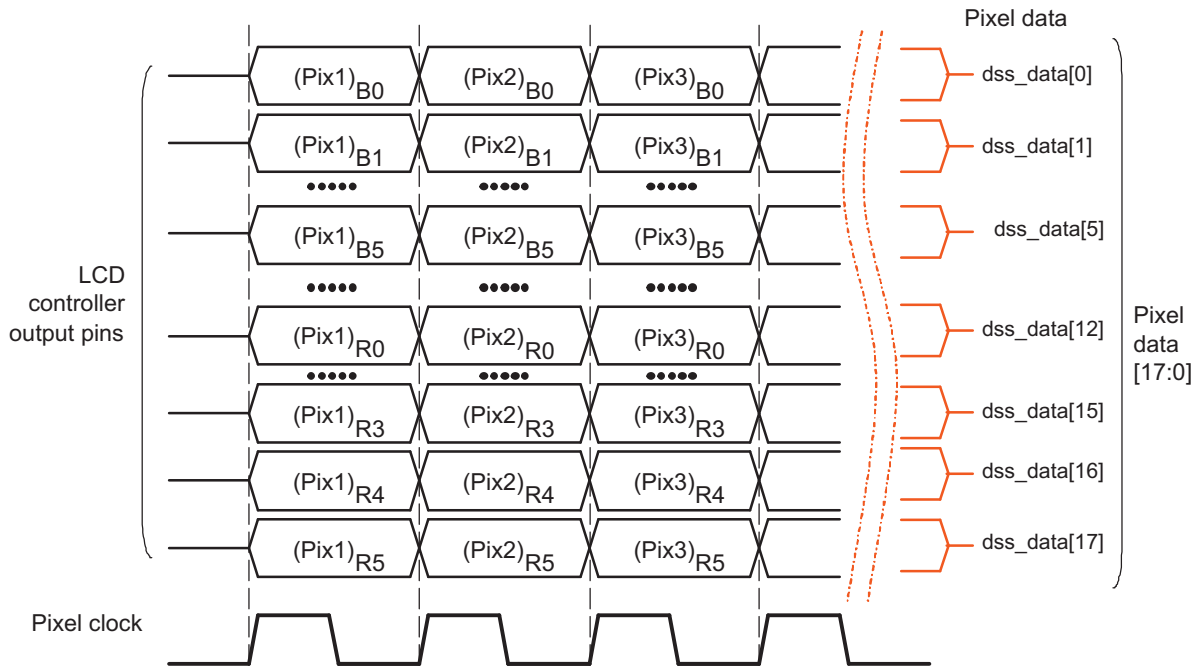 Pixel data
(Pix1)B0 (Pix2)B0 (Pix3)B0 dss_data[0]
(Pix1)B1 (Pix2)B1 (Pix3)B1 dss_data[1]
(Pix1)B5 (Pix2)B5 (Pix3)B5 dss_data[5]
LCD
controller
output pins
(Pix1)R0 (Pix2)R0 (Pix3)R0 dss_data[12]
Pixel
data
[17:0]
(Pix1)R3 (Pix2)R3 (Pix3)R3 dss_data[15]
(Pix1)R4 (Pix2)R4 (Pix3)R4 dss_data[16]
(Pix1)R5 (Pix2)R5 (Pix3)R5 dss_data[17]
Pixel clock